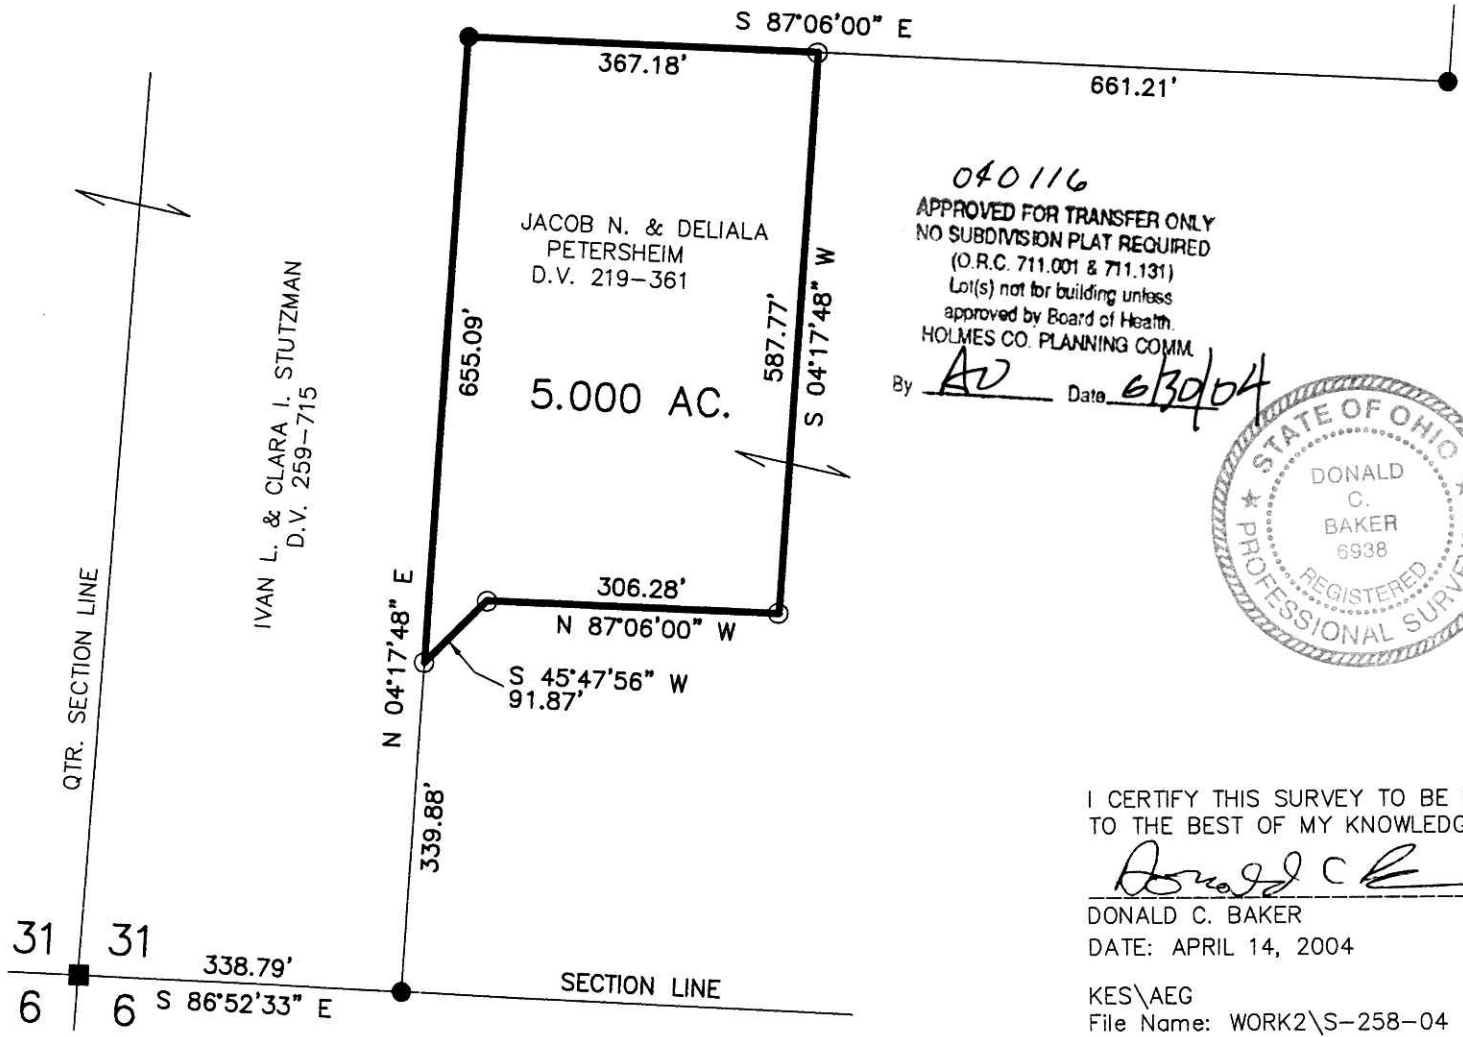 S 87°06'00" E
367.18'
661.21'
040116
APPROVED FOR TRANSFER ONLY
NO SUBDIVISION PLAT REQUIRED
(O.R.C. 711.001 & 711.131)
Lot(s) not for building unless
approved by Board of Health.
HOLMES CO. PLANNING COMM.
By AD Date 6/30/04
JACOB N. & DELIALA
PETERSHEIM
D.V. 219-361
655.09'
587.77'
S 04°17'48" W
5.000 AC.
IVAN L. & CLARA I. STUTZMAN
D.V. 259-715
STATE OF OHIO
DONALD
C.
BAKER
6938
REGISTERED
PROFESSIONAL
QTR. SECTION LINE
N 04°17'48" E
306.28'
N 87°06'00" W
S 45°47'56" W
91.87'
339.88'
I CERTIFY THIS SURVEY TO BE
TO THE BEST OF MY KNOWLEDG
Donald C
DONALD C. BAKER
DATE: APRIL 14, 2004
31 31
338.79'
SECTION LINE
6 6 S 86°52'33" E
KES\AEG
File Name: WORK2\S-258-04